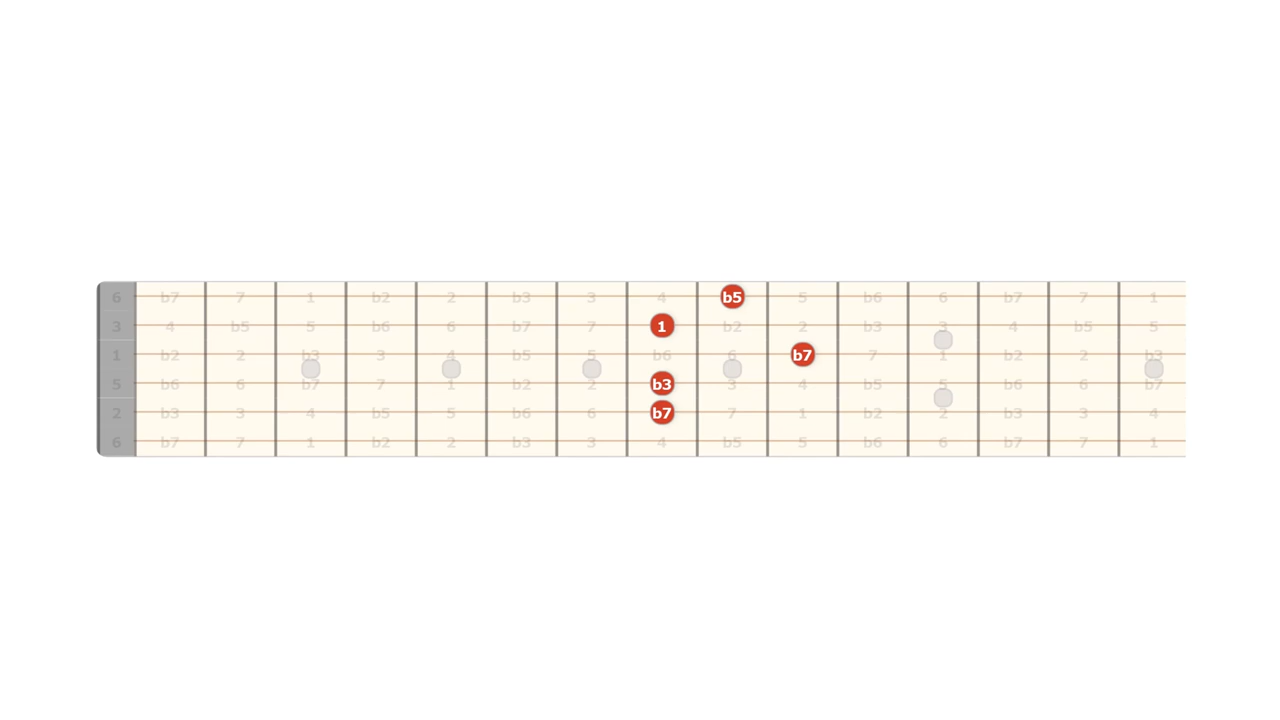 6 b7 7 1 b2 2 b3 3 4 b5 5 b6 6 b7 7 1
3 4 b5 5 b6 6 b7 7 1 b2 2 b3 3 4 b5 5
1 b2 2 b3 3 4 b5 5 b6 6 b7 7 1 b2 2 b3
5 b6 6 b7 7 1 b2 2 b3 3 4 b5 5 b6 6 b7
2 b3 3 4 b5 5 b6 6 b7 7 1 b2 2 b3 3 4
6 b7 7 1 b2 2 b3 3 4 b5 5 b6 6 b7 7 1